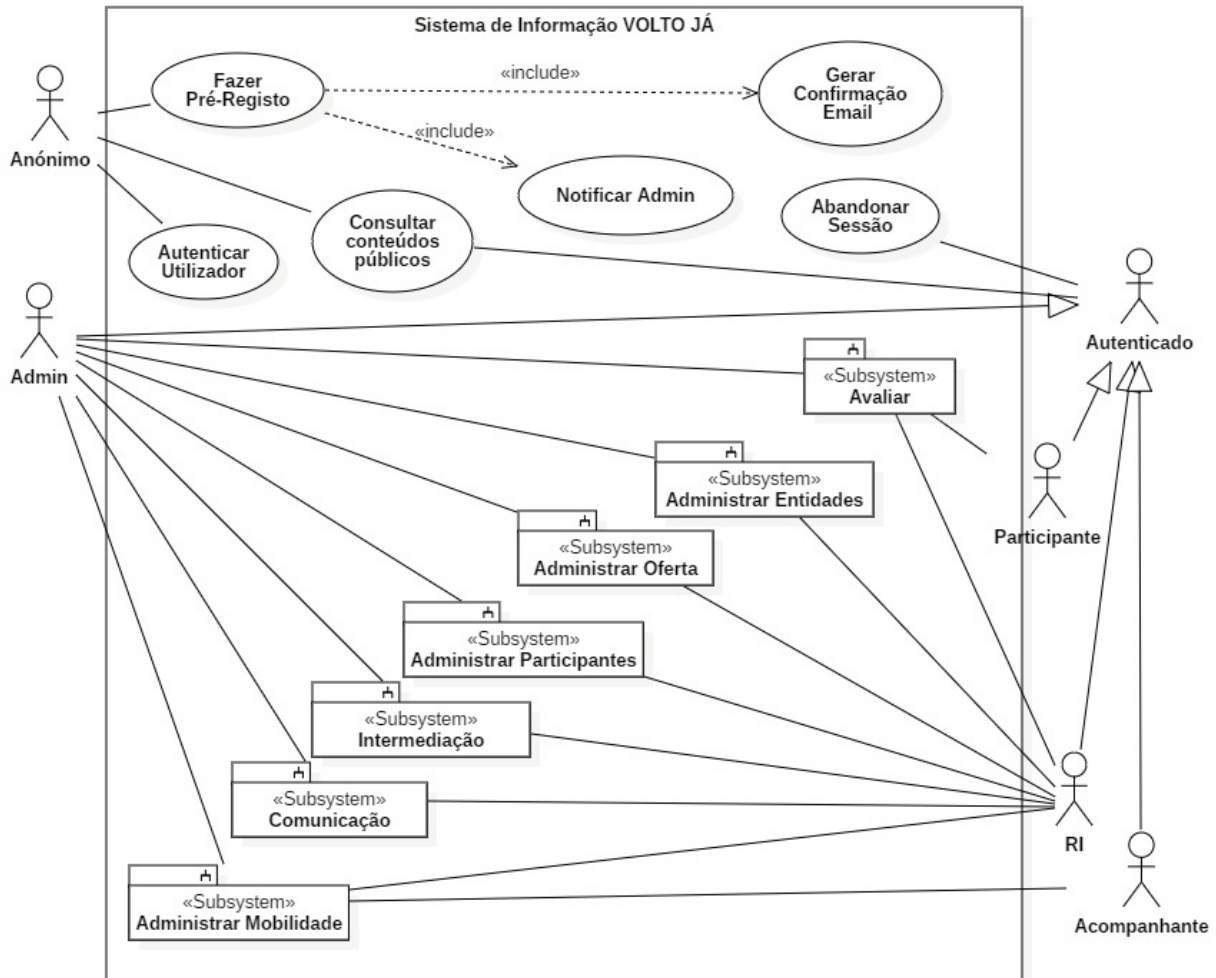 Sistema de Informação VOLTO JÁ
Fazer
Pré-Registo
«include»
Gerar
Confirmação
Email
«include»
Anónimo
Notificar Admin
Abandonar
Sessão
Consultar
conteúdos
públicos
Autenticar
Utilizador
Autenticado
Admin
«Subsystem»
Avaliar
«Subsystem»
Administrar Entidades
Participante
«Subsystem»
Administrar Oferta
«Subsystem»
Administrar Participantes
«Subsystem»
Intermediação
«Subsystem»
Comunicação
RI
«Subsystem»
Administrar Mobilidade
Acompanhante